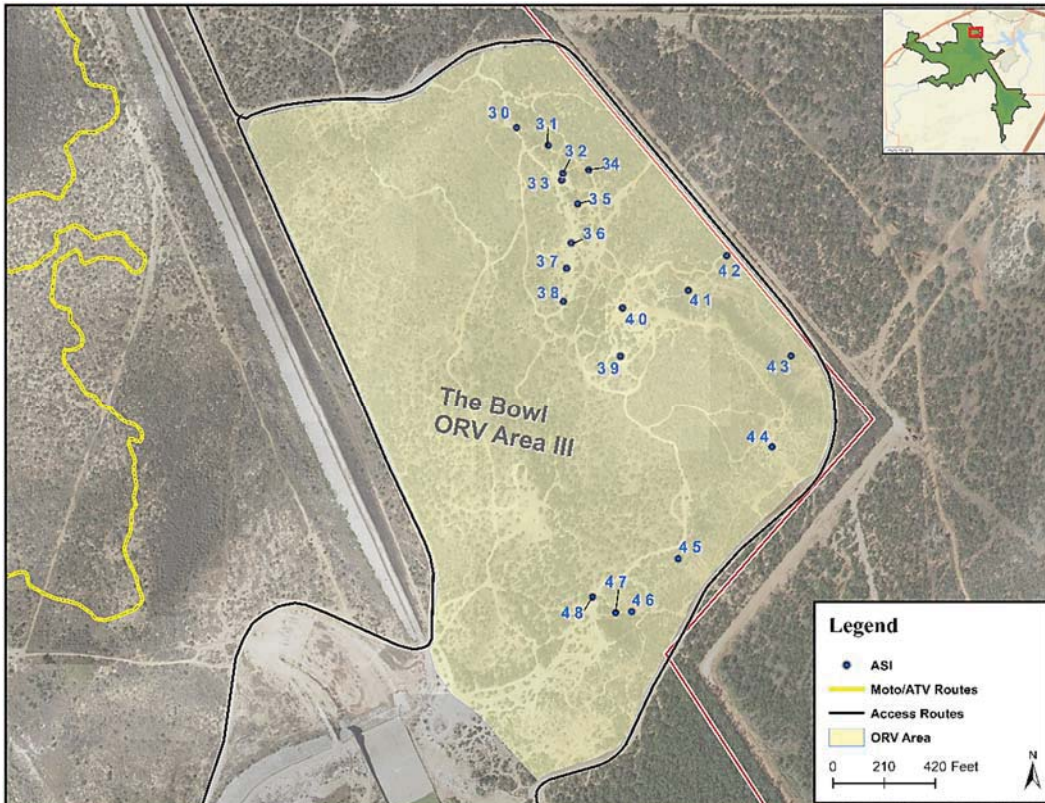 30
31
32
33
34
35
36
37
38
42
41
40
39
43
The Bowl
ORV Area III
44
45
47
46
48
Legend
ASI
Moto/ATV Routes
Access Routes
ORV Area
N
0 210 420 Feet